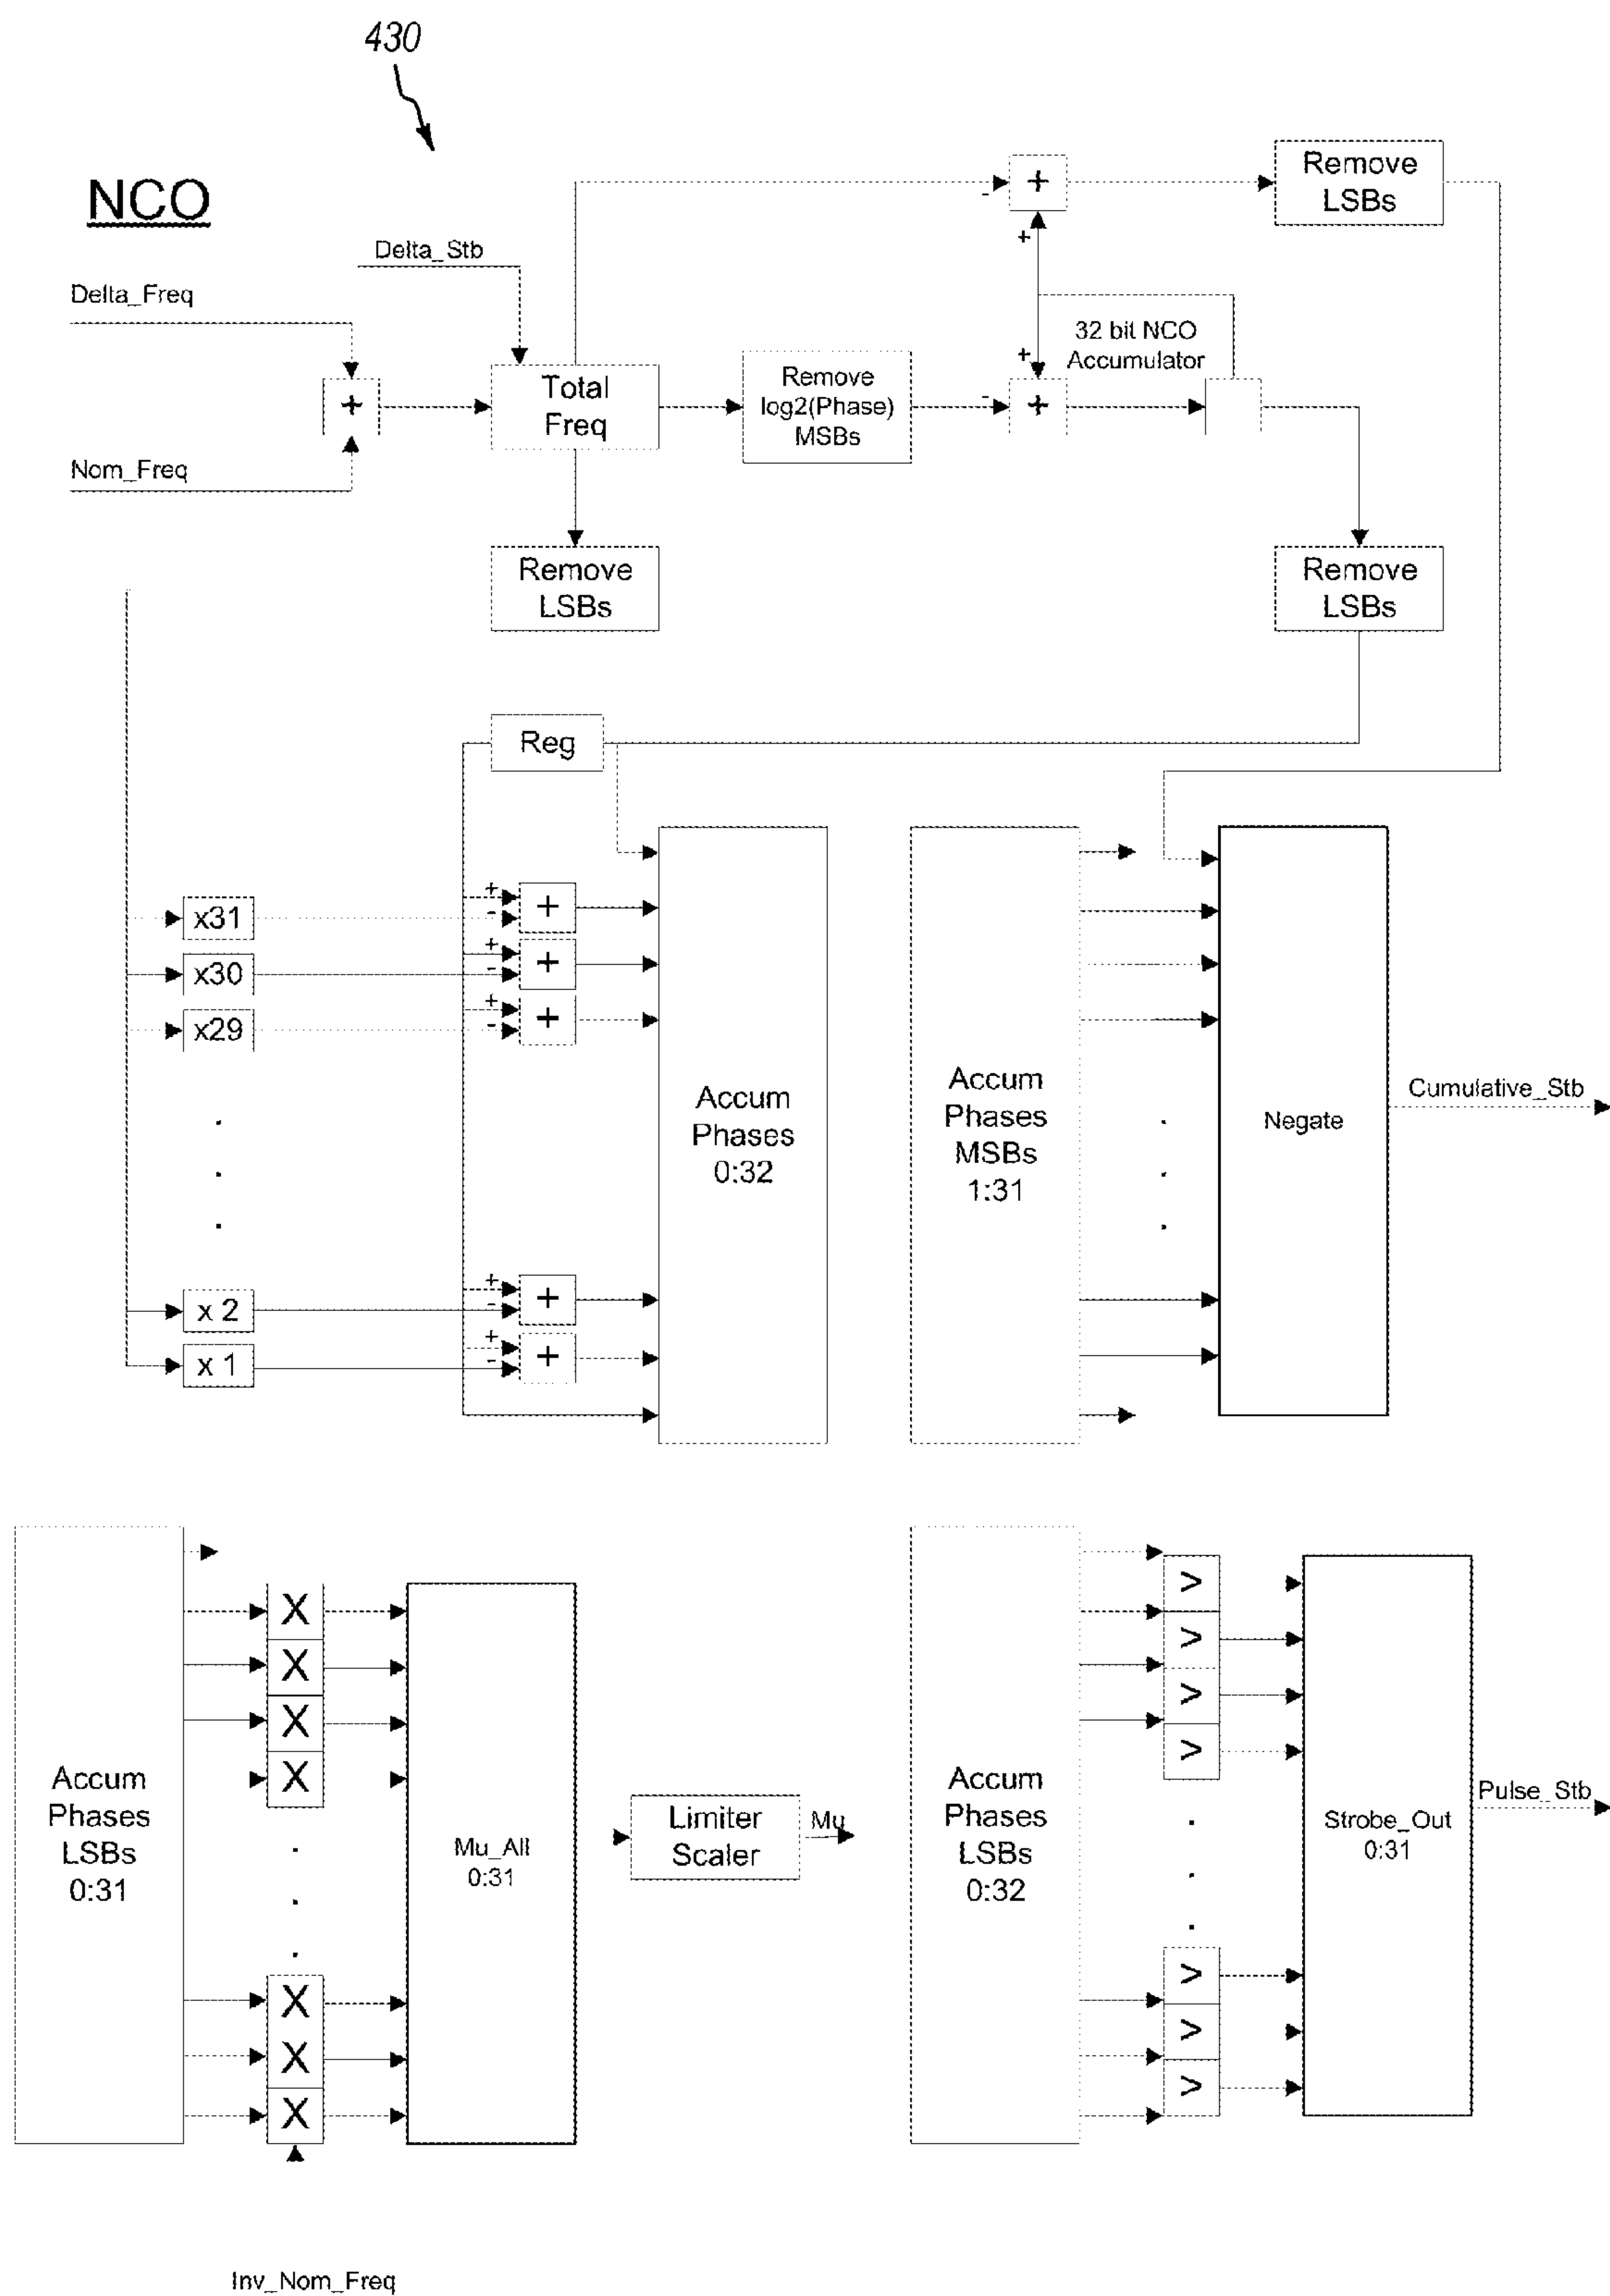 430
NCO
Delta_Freq
Delta_Stb
Nom_Freq
+
Total
Freq
Remove
log2(Phase)
MSBs
-
+
+
Remove
LSBs
+
-
+
32 bit NCO
Accumulator
Remove
LSBs
Remove
LSBs
Reg
x31
+
-
+
x30
+
-
+
x29
+
-
+
.
.
.
x 2
+
-
+
x 1
+
-
+
Accum
Phases
0:32
Accum
Phases
MSBs
1:31
.
.
.
Negate
Cumulative_Stb
Accum
Phases
LSBs
0:31
X
X
X
X
.
.
.
X
X
X
Mu_All
0:31
Limiter
Scaler
Mu
Accum
Phases
LSBs
0:32
>
>
>
>
.
.
.
>
>
>
Strobe_Out
0:31
Pulse_Stb
Inv_Nom_Freq